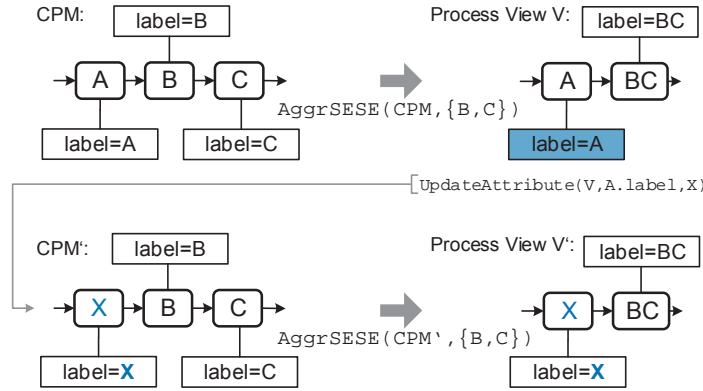 CPM:
label=B
Process View V:
label=BC
A
B
C
A
BC
AggrSESE(CPM,{B,C})
label=A
label=C
label=A
UpdateAttribute(V,A.label,X)
CPM‘:
label=B
Process View V‘:
label=BC
X
B
C
X
BC
AggrSESE(CPM‘,{B,C})
label=X
label=C
label=X